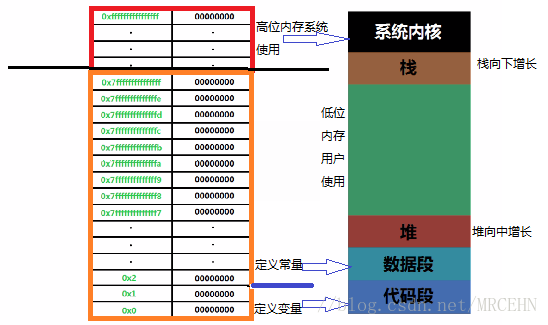 0xffffffffffffffff 00000000
高位内存系统
使用
系统内核
栈
栈向下增长
0x7fffffffffffffff 00000000
0x7ffffffffffffffe 00000000
0x7ffffffffffffffd 00000000
0x7ffffffffffffffc 00000000
0x7ffffffffffffffb 00000000
0x7ffffffffffffffa 00000000
0x7ffffffffffffff9 00000000
0x7ffffffffffffff8 00000000
0x7ffffffffffffff7 00000000
低位
内存
用户
使用
堆
堆向中增长
定义常量
数据段
0x2 00000000
0x1 00000000
0x0 00000000
定义变量
代码段
blog.csdn.net/MRCEHN